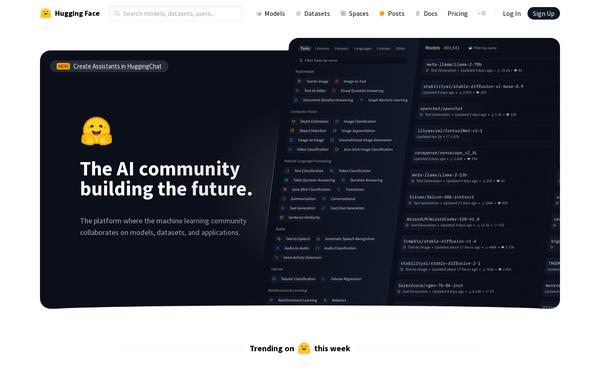 Hugging Face
Search models, datasets, users...
Models
Datasets
Spaces
Posts
Docs
Pricing
Log In
Sign Up
NEW Create Assistants in HuggingChat
The AI community
building the future.
The platform where the machine learning community
collaborates on models, datasets, and applications.
Tasks Libraries Datasets Languages Licenses Other
Filter Tasks by name
Multimodal
Text-to-Image Image-to-Text
Text-to-Video Visual Question Answering
Document Question Answering Graph Machine Learning
Computer Vision
Depth Estimation Image Classification
Object Detection Image Segmentation
Image-to-Image Unconditional Image Generation
Video Classification Zero-Shot Image Classification
Natural Language Processing
Text Classification Token Classification
Table Question Answering Question Answering
Zero-Shot Classification Translation
Summarization Conversational
Text Generation Text2Text Generation
Sentence Similarity
Audio
Text-to-Speech Automatic Speech Recognition
Audio-to-Audio Audio Classification
Voice Activity Detection
Tabular
Tabular Classification Tabular Regression
Reinforcement Learning
Reinforcement Learning Robotics
Models Filter by name
meta-llama/Llama-2-70b
stabilityai/stable-diffusion-xl-base-0.9
openchat/openchat
lllyasviel/ControlNet-v1-1
cerspense/zeroscope_v2_XL
meta-llama/Llama-2-13b
tiiuae/falcon-40b-instruct
WizardLM/WizardCoder-15B-V1.0
CompVis/stable-diffusion-v1-4
stabilityai/stable-diffusion-2-1
Salesforce/xgen-7b-8k-inst
Trending on this week